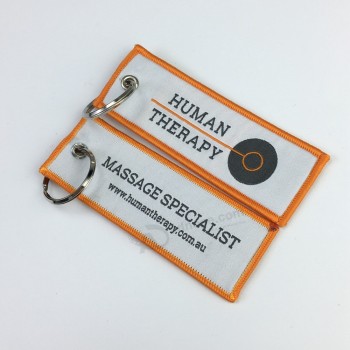 HUMAN
THERAPY
MASSAGE SPECIALIST
www.humantherapy.com.au